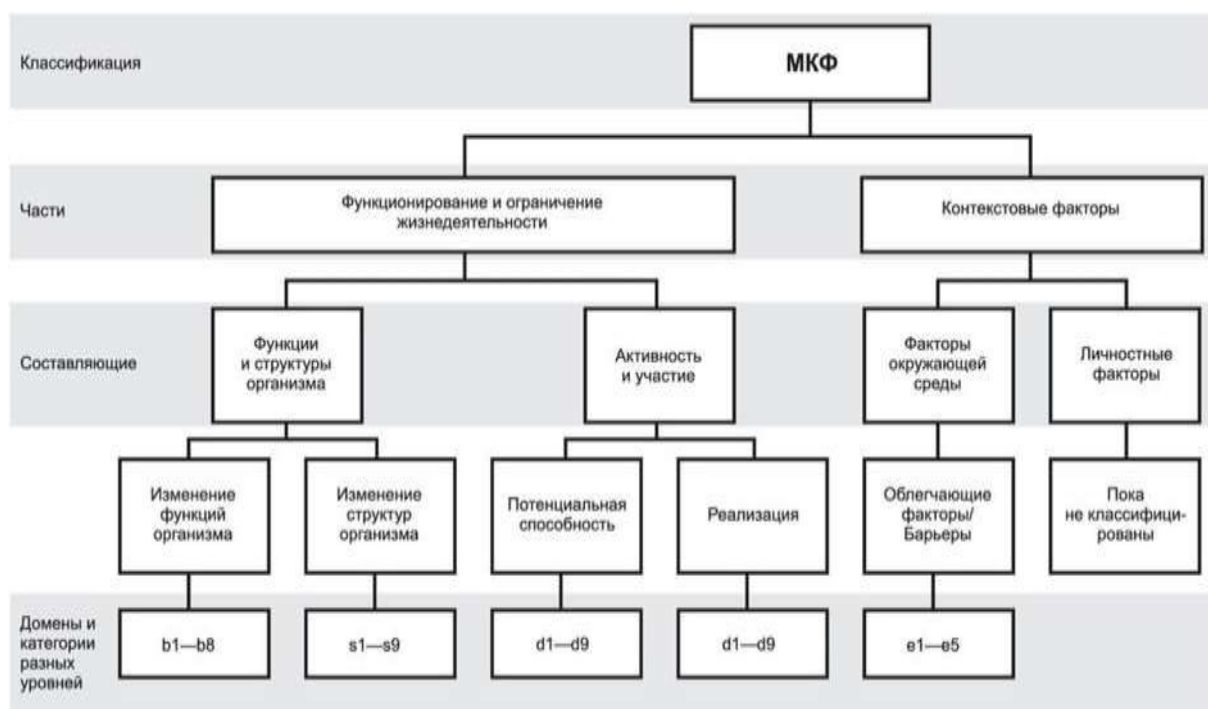 Классификация
МКФ
Части
Функционирование и ограничение
жизнедеятельности
Контекстовые факторы
Составляющие
Функции
и структуры
организма
Активность
и участие
Факторы
окружающей
среды
Личностные
факторы
Изменение
функций
организма
Изменение
структур
организма
Потенциальная
способность
Реализация
Облегчающие
факторы/
Барьеры
Пока
не классифици-
рованы
Домены и
категории
разных
уровней
b1—b8
s1—s9
d1—d9
d1—d9
e1—e5